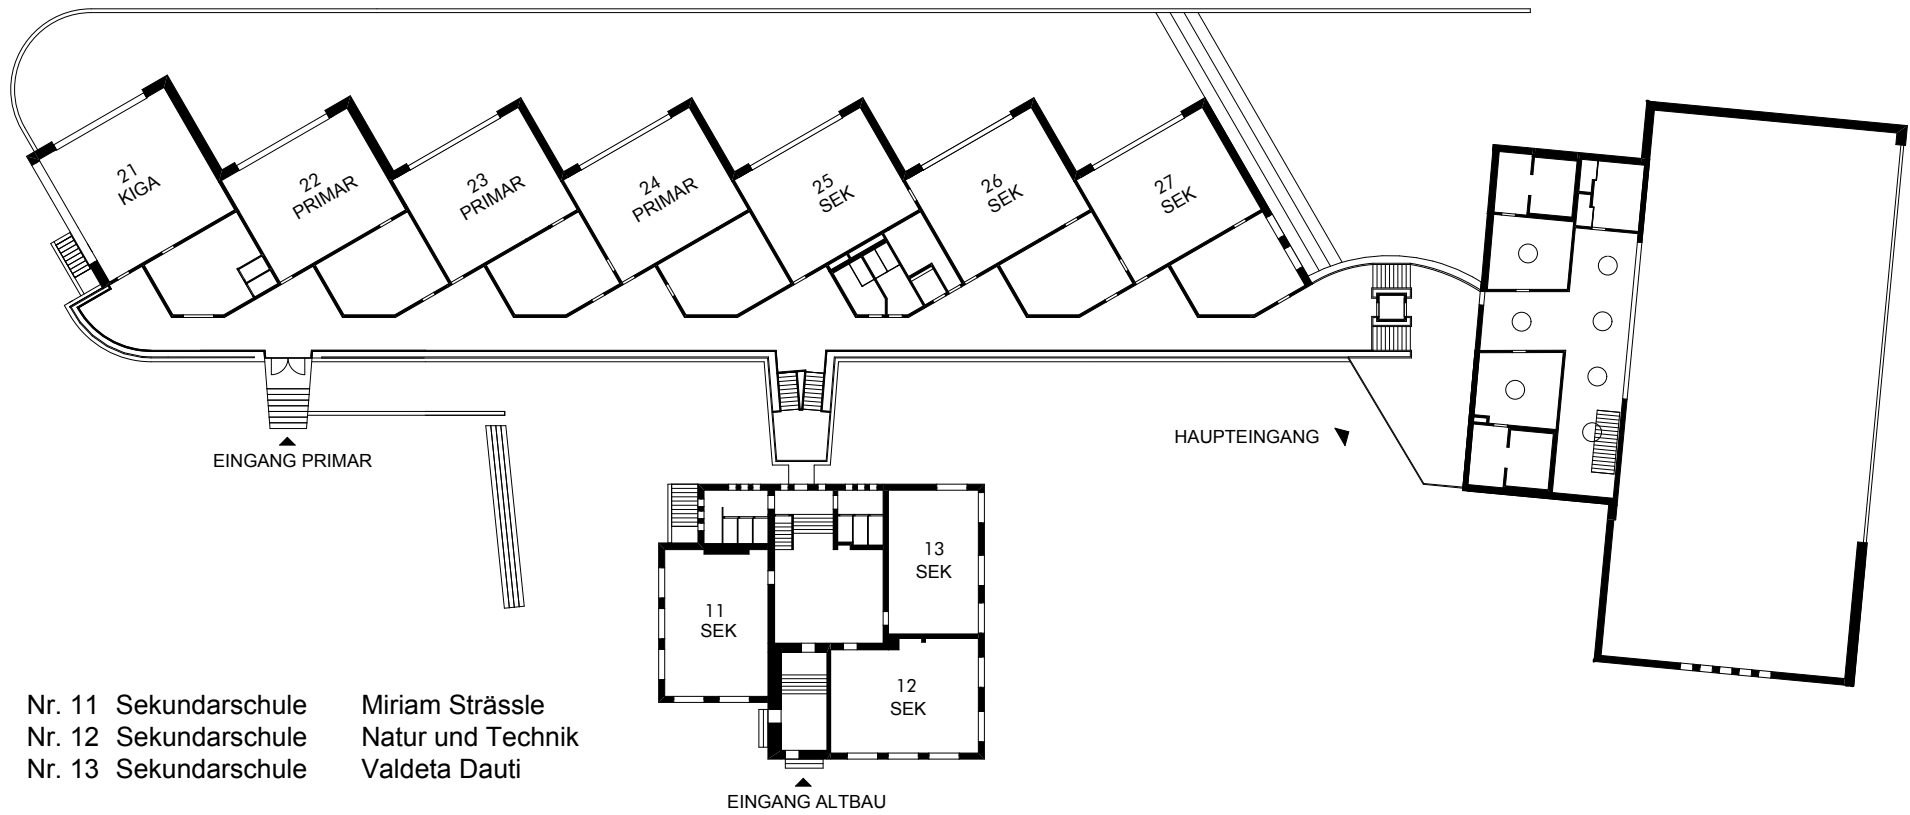 21
KIGA
22
PRIMAR
23
PRIMAR
24
PRIMAR
25
SEK
26
SEK
27
SEK
EINGANG PRIMAR
HAUPTEINGANG
13
SEK
11
SEK
12
SEK
Nr. 11 Sekundarschule Miriam Strässle
Nr. 12 Sekundarschule Natur und Technik
Nr. 13 Sekundarschule Valdeta Dauti
EINGANG ALTBAU